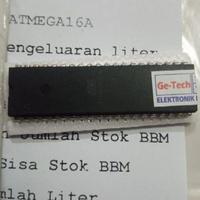 ATMEGA16A
engeluaran liter
Ge-Tech
ELEKTRONIK
Jumlah Stok BBM
Sisa Stok BBM
mlah Liter